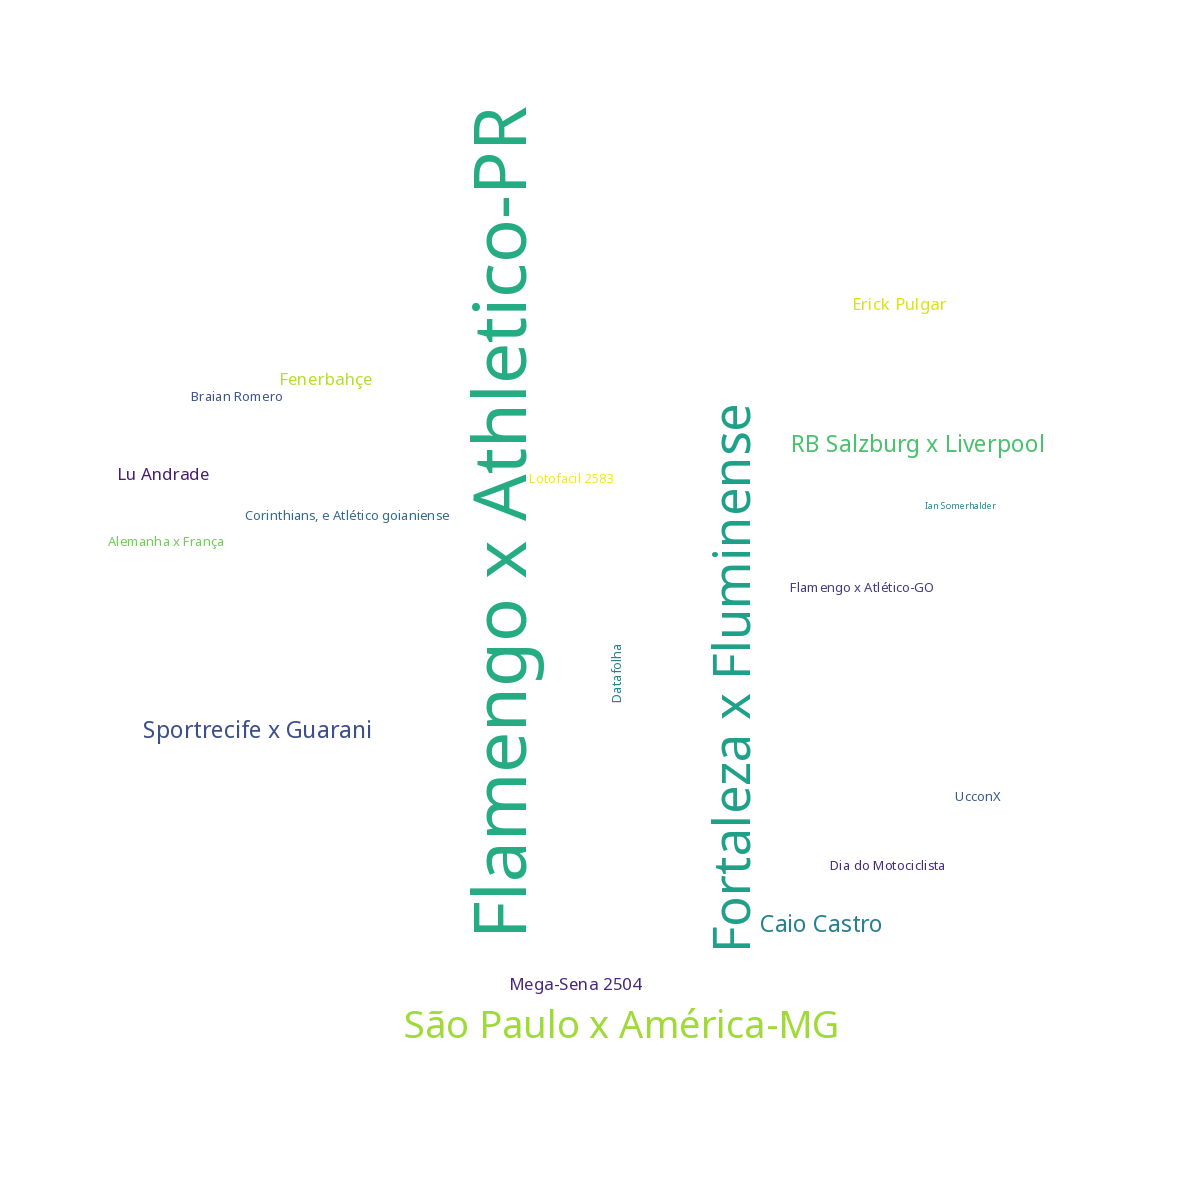 Flamengo x Athletico-PR
Erick Pulgar
Fenerbahçe
Braian Romero
Fortaleza x Fluminense
RB Salzburg x Liverpool
Lu Andrade
Lotofacil 2583
Ian Somerhalder
Corinthians, e Atlético goianiense
Alemanha x França
Flamengo x Atlético-GO
Datafolha
Sportrecife x Guarani
UcconX
Dia do Motociclista
Caio Castro
Mega-Sena 2504
São Paulo x América-MG